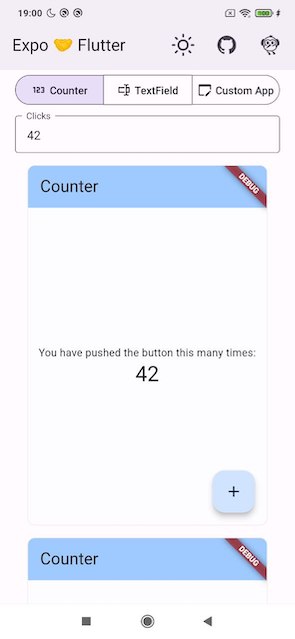 19:00
Expo 🤝 Flutter
123 Counter
TextField
Custom App
Clicks
42
Counter
DEBUG
You have pushed the button this many times:
42
+
Counter
DEBUG